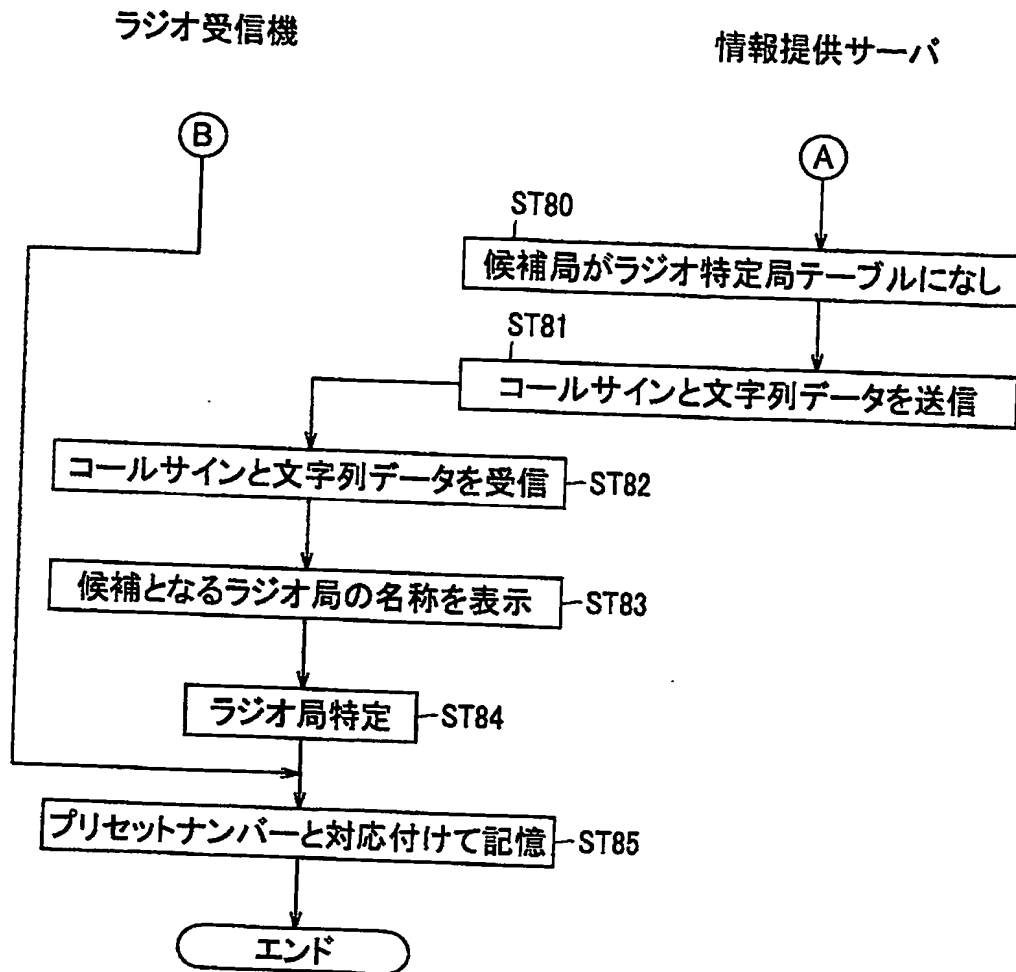 ラジオ受信機
情報提供サーバ
B
A
ST80
候補局がラジオ特定局テーブルになし
ST81
コールサインと文字列データを送信
コールサインと文字列データを受信
ST82
候補となるラジオ局の名称を表示
ST83
ラジオ局特定
ST84
プリセットナンバーと対応付けて記憶
ST85
エンド